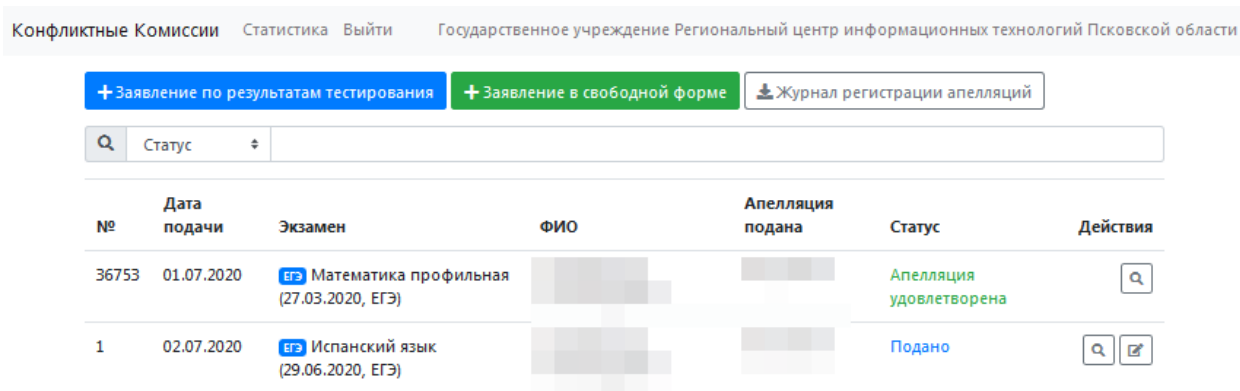 Конфликтные Комиссии Статистика Выйти Государственное учреждение Региональный центр информационных технологий Псковской области
+Заявление по результатам тестирования +Заявление в свободной форме Журнал регистрации апелляций
Статус
№ Дата подачи Экзамен ФИО Апелляция подана Статус Действия
36753 01.07.2020 ЕГЭ Математика профильная Апелляция
(27.03.2020, ЕГЭ) удовлетворена
1 02.07.2020 ЕГЭ Испанский язык Подано
(29.06.2020, ЕГЭ)